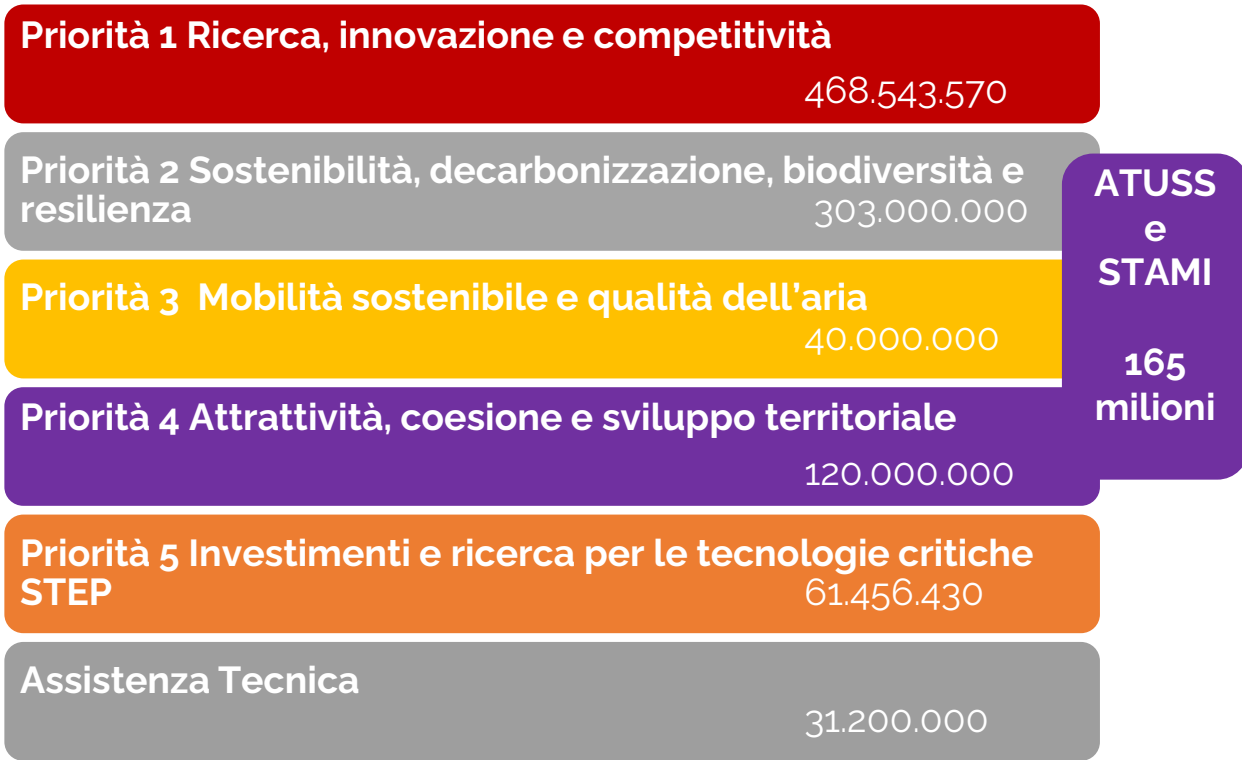 Priorità 1 Ricerca, innovazione e competitività
468.543.570
Priorità 2 Sostenibilità, decarbonizzazione, biodiversità e
resilienza
303.000.000
Priorità 3  Mobilità sostenibile e qualità dell’aria
40.000.000
Priorità 4 Attrattività, coesione e sviluppo territoriale
120.000.000
ATUSS
e
STAMI
165
milioni
Priorità 5 Investimenti e ricerca per le tecnologie critiche
STEP
61.456.430
Assistenza Tecnica
31.200.000